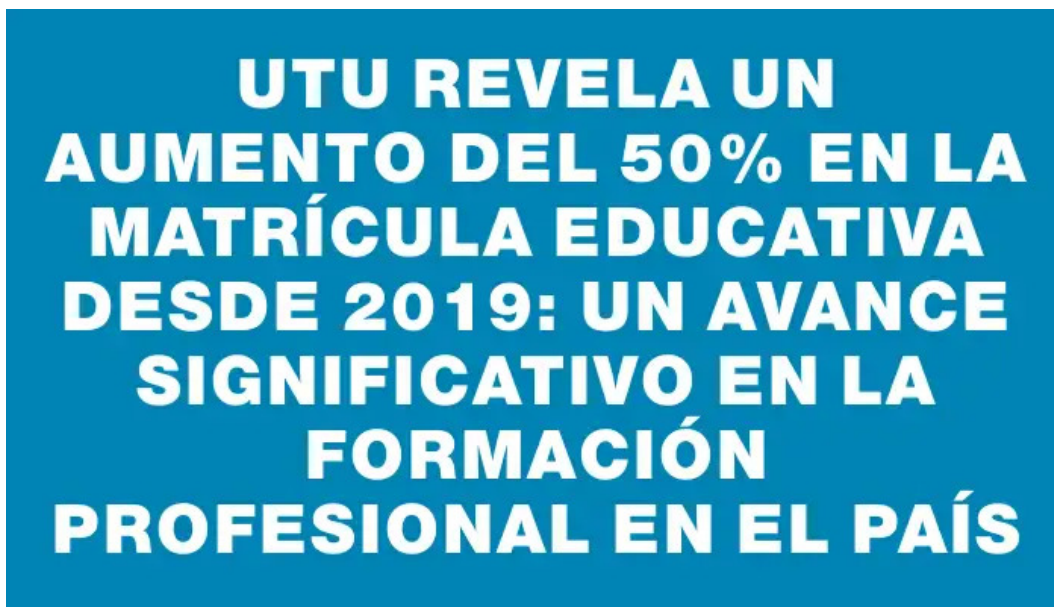 UTU REVELA UN
AUMENTO DEL 50% EN LA
MATRÍCULA EDUCATIVA
DESDE 2019: UN AVANCE
SIGNIFICATIVO EN LA
FORMACIÓN
PROFESIONAL EN EL PAÍS